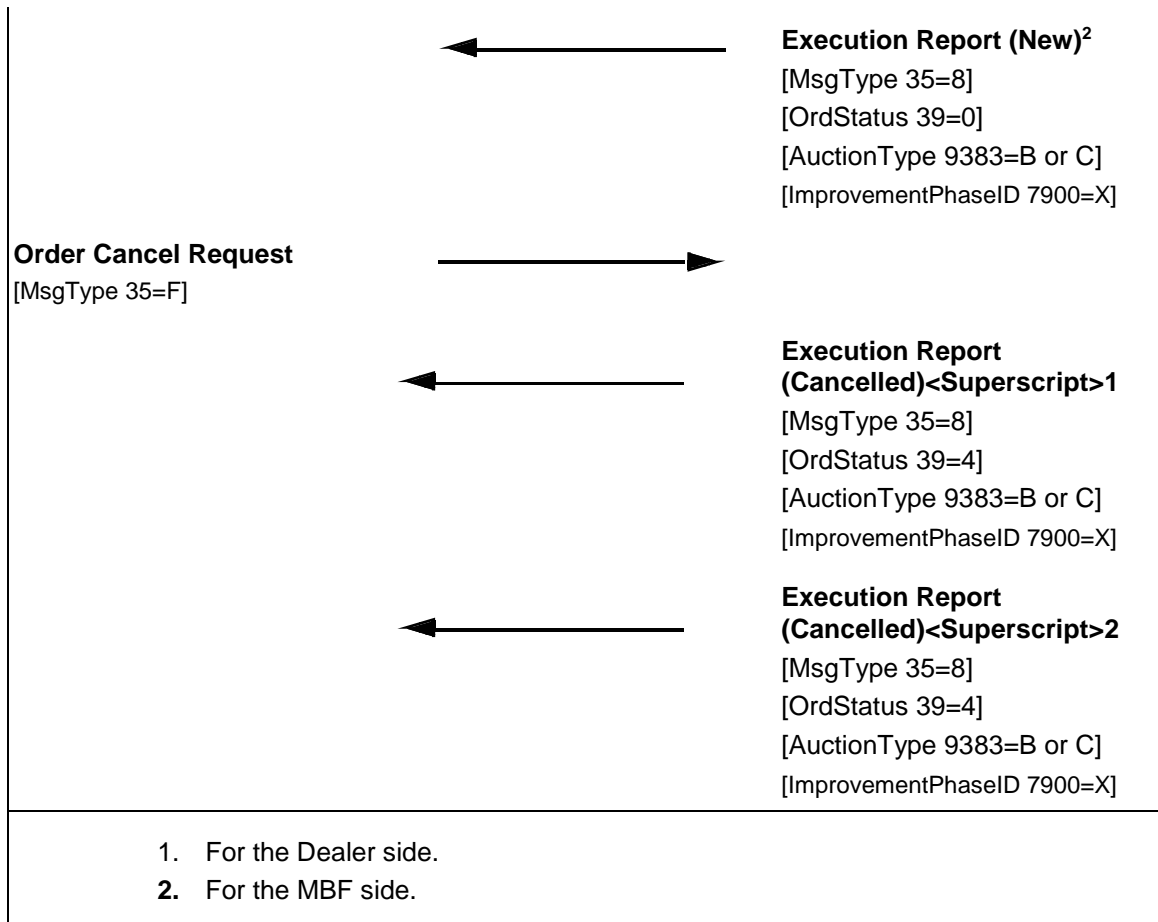 Execution Report (New)2
[MsgType 35=8]
[OrdStatus 39=0]
[AuctionType 9383=B or C]
[ImprovementPhaseID 7900=X]
Order Cancel Request
[MsgType 35=F]
Execution Report
(Cancelled)<Superscript>1
[MsgType 35=8]
[OrdStatus 39=4]
[AuctionType 9383=B or C]
[ImprovementPhaseID 7900=X]
Execution Report
(Cancelled)<Superscript>2
[MsgType 35=8]
[OrdStatus 39=4]
[AuctionType 9383=B or C]
[ImprovementPhaseID 7900=X]
1. For the Dealer side.
2. For the MBF side.